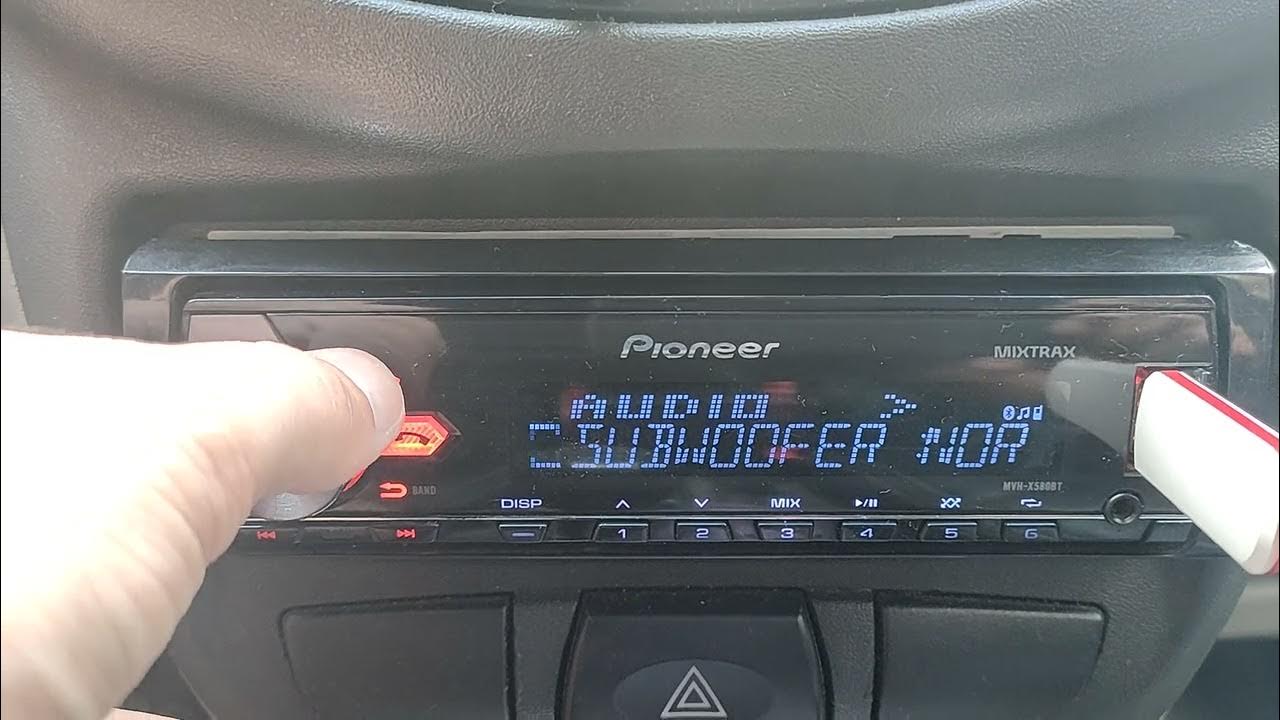 Pioneer
MIXTRAX
AUDIO >
SUBWOOFER :NOR
MVH-X580BT
BAND
DISP MIX
1 2 3 4 5 6